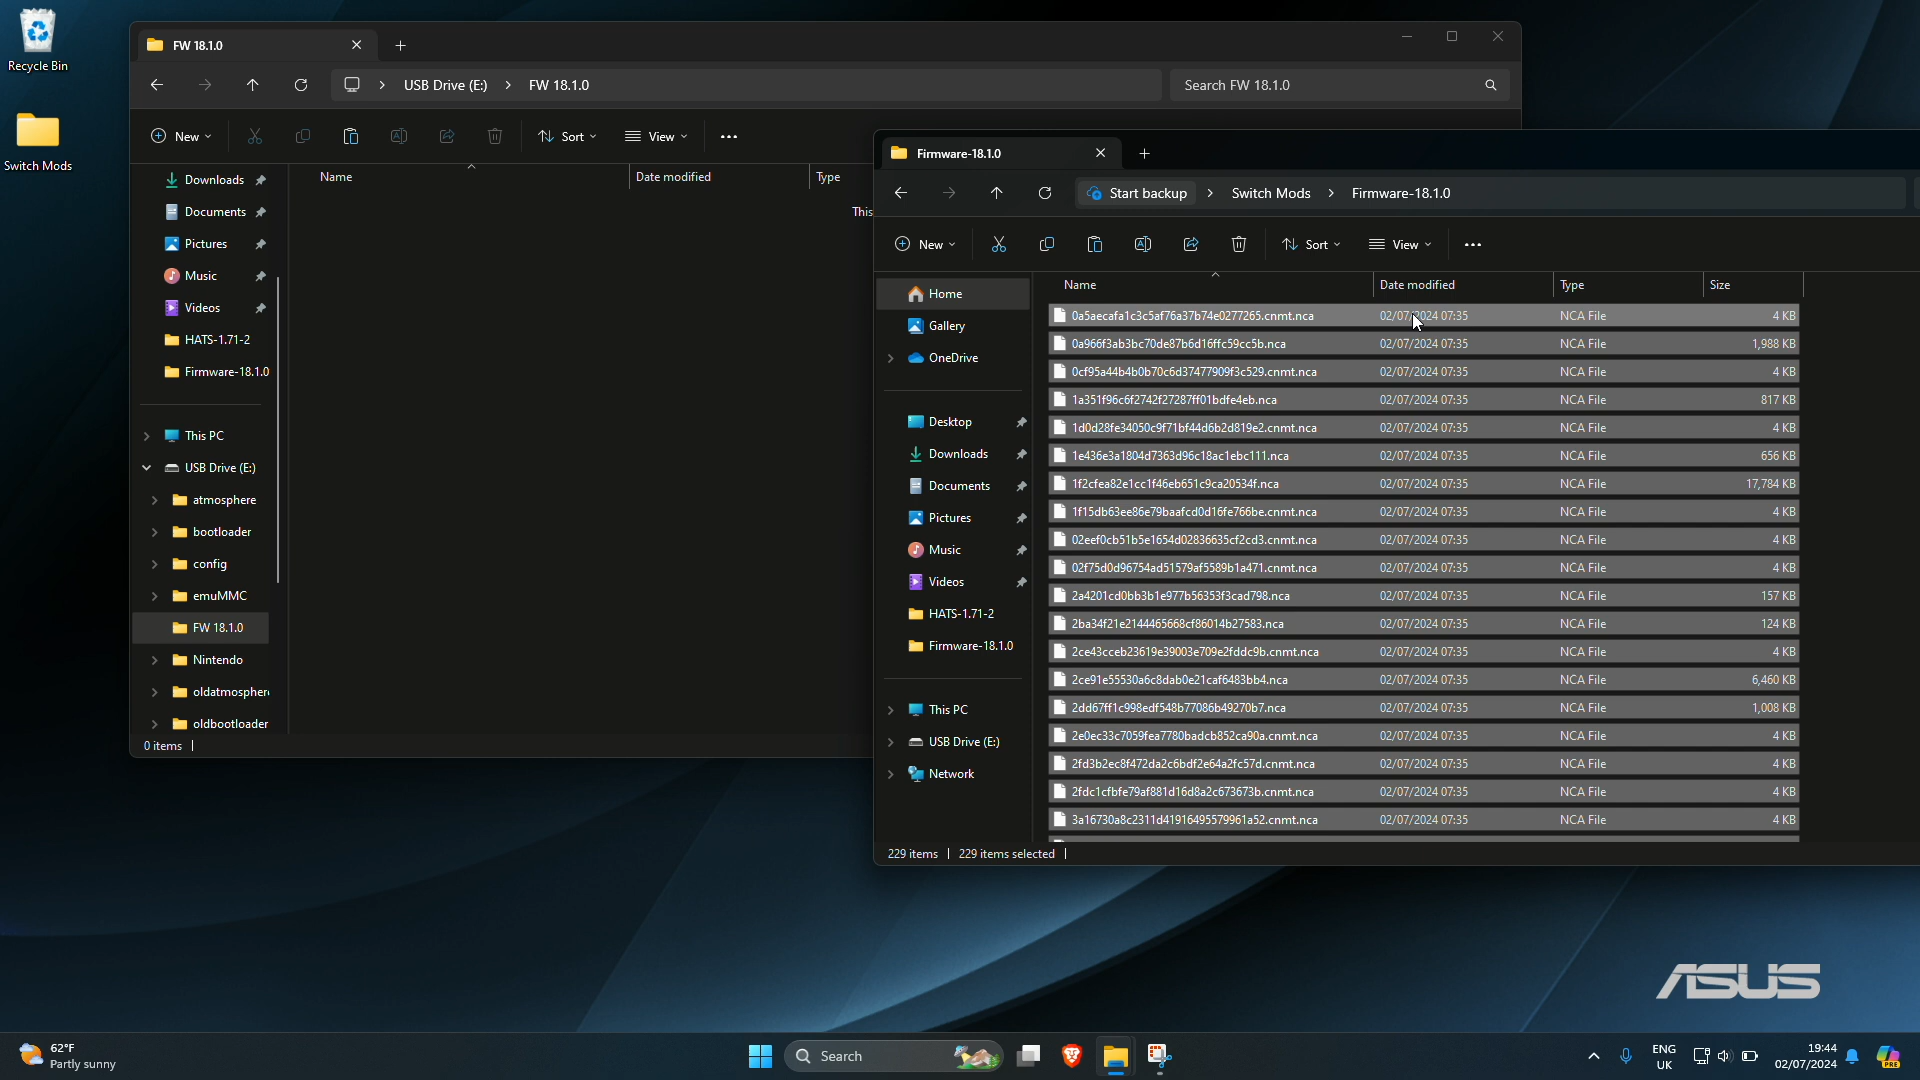 Recycle Bin
Switch Mods
FW 18.1.0
USB Drive (E:)
FW 18.1.0
Search FW 18.1.0
New
Sort
View
Name
Date modified
Type
This
Downloads
Documents
Pictures
Music
Videos
HATS-1.71-2
Firmware-18.1.0
This PC
USB Drive (E:)
atmosphere
bootloader
config
emuMMC
FW 18.1.0
Nintendo
oldatmospher
oldbootloader
0 items
Firmware-18.1.0
Start backup
Switch Mods
Firmware-18.1.0
New
Sort
View
Home
Gallery
OneDrive
Desktop
Downloads
Documents
Pictures
Music
Videos
HATS-1.71-2
Firmware-18.1.0
This PC
USB Drive (E:)
Network
Name Date modified Type Size
0a5aecafa1c3c5af76a37b74e0277265.cnmt.nca 02/07/2024 07:35 NCA File 4 KB
0a966f3ab3bc70de87b6d16ffc59cc5b.nca 02/07/2024 07:35 NCA File 1,988 KB
0cf95a44b4b0b70c6d37477909f3c529.cnmt.nca 02/07/2024 07:35 NCA File 4 KB
1a351f96c6f2742f27287ff01bdfe4eb.nca 02/07/2024 07:35 NCA File 817 KB
1d0d28fe34050c9f71bf44d6b2d819e2.cnmt.nca 02/07/2024 07:35 NCA File 4 KB
1e436e3a1804d7363d96c18ac1ebc111.nca 02/07/2024 07:35 NCA File 656 KB
1f2cfea82e1cc1f46eb651c9ca20534f.nca 02/07/2024 07:35 NCA File 17,784 KB
1f15db63ee86e79baafcd0d16fe766be.cnmt.nca 02/07/2024 07:35 NCA File 4 KB
02eef0cb51b5e1654d02836635cf2cd3.cnmt.nca 02/07/2024 07:35 NCA File 4 KB
02f75d0d96754ad51579af5589b1a471.cnmt.nca 02/07/2024 07:35 NCA File 4 KB
2a4201cd0bb3b1e977b56353f3cad798.nca 02/07/2024 07:35 NCA File 157 KB
2ba34f21e2144465668cf86014b27583.nca 02/07/2024 07:35 NCA File 124 KB
2ce43cceb23619e39003e709e2fddc9b.cnmt.nca 02/07/2024 07:35 NCA File 4 KB
2ce91e55530a6c8dab0e21caf6483bb4.nca 02/07/2024 07:35 NCA File 6,460 KB
2dd67ff1c998edf548b77086b49270b7.nca 02/07/2024 07:35 NCA File 1,008 KB
2e0ec33c7059fea7780badcb852ca90a.cnmt.nca 02/07/2024 07:35 NCA File 4 KB
2fd3b2ec8f472da2c6bdf2e64a2fc57d.cnmt.nca 02/07/2024 07:35 NCA File 4 KB
2fdc1cfbfe79af881d16d8a2c673673b.cnmt.nca 02/07/2024 07:35 NCA File 4 KB
3a16730a8c2311d41916495579961a52.cnmt.nca 02/07/2024 07:35 NCA File 4 KB
229 items 229 items selected
ASUS
62°F
Partly sunny
Search
ENG
UK
19:44
02/07/2024
PRE